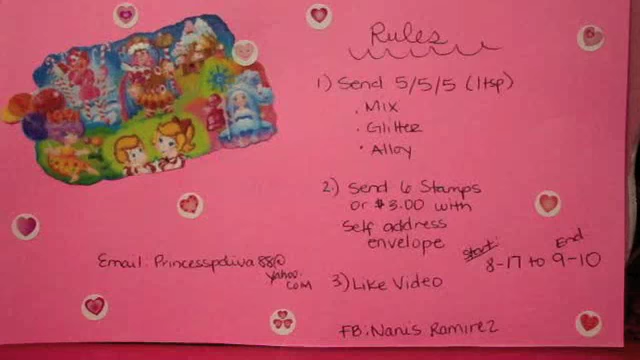 Rules
1) Send 5/5/5 (1tsp)
• Mix
• Glitter
• Alloy
2.) Send 6 Stamps
or $3.00 with
Self address
envelope
Start: End
8-17 to 9-10
3) Like Video
Email: Princesspdiva88@
yahoo.
com
FB: Nanis Ramirez